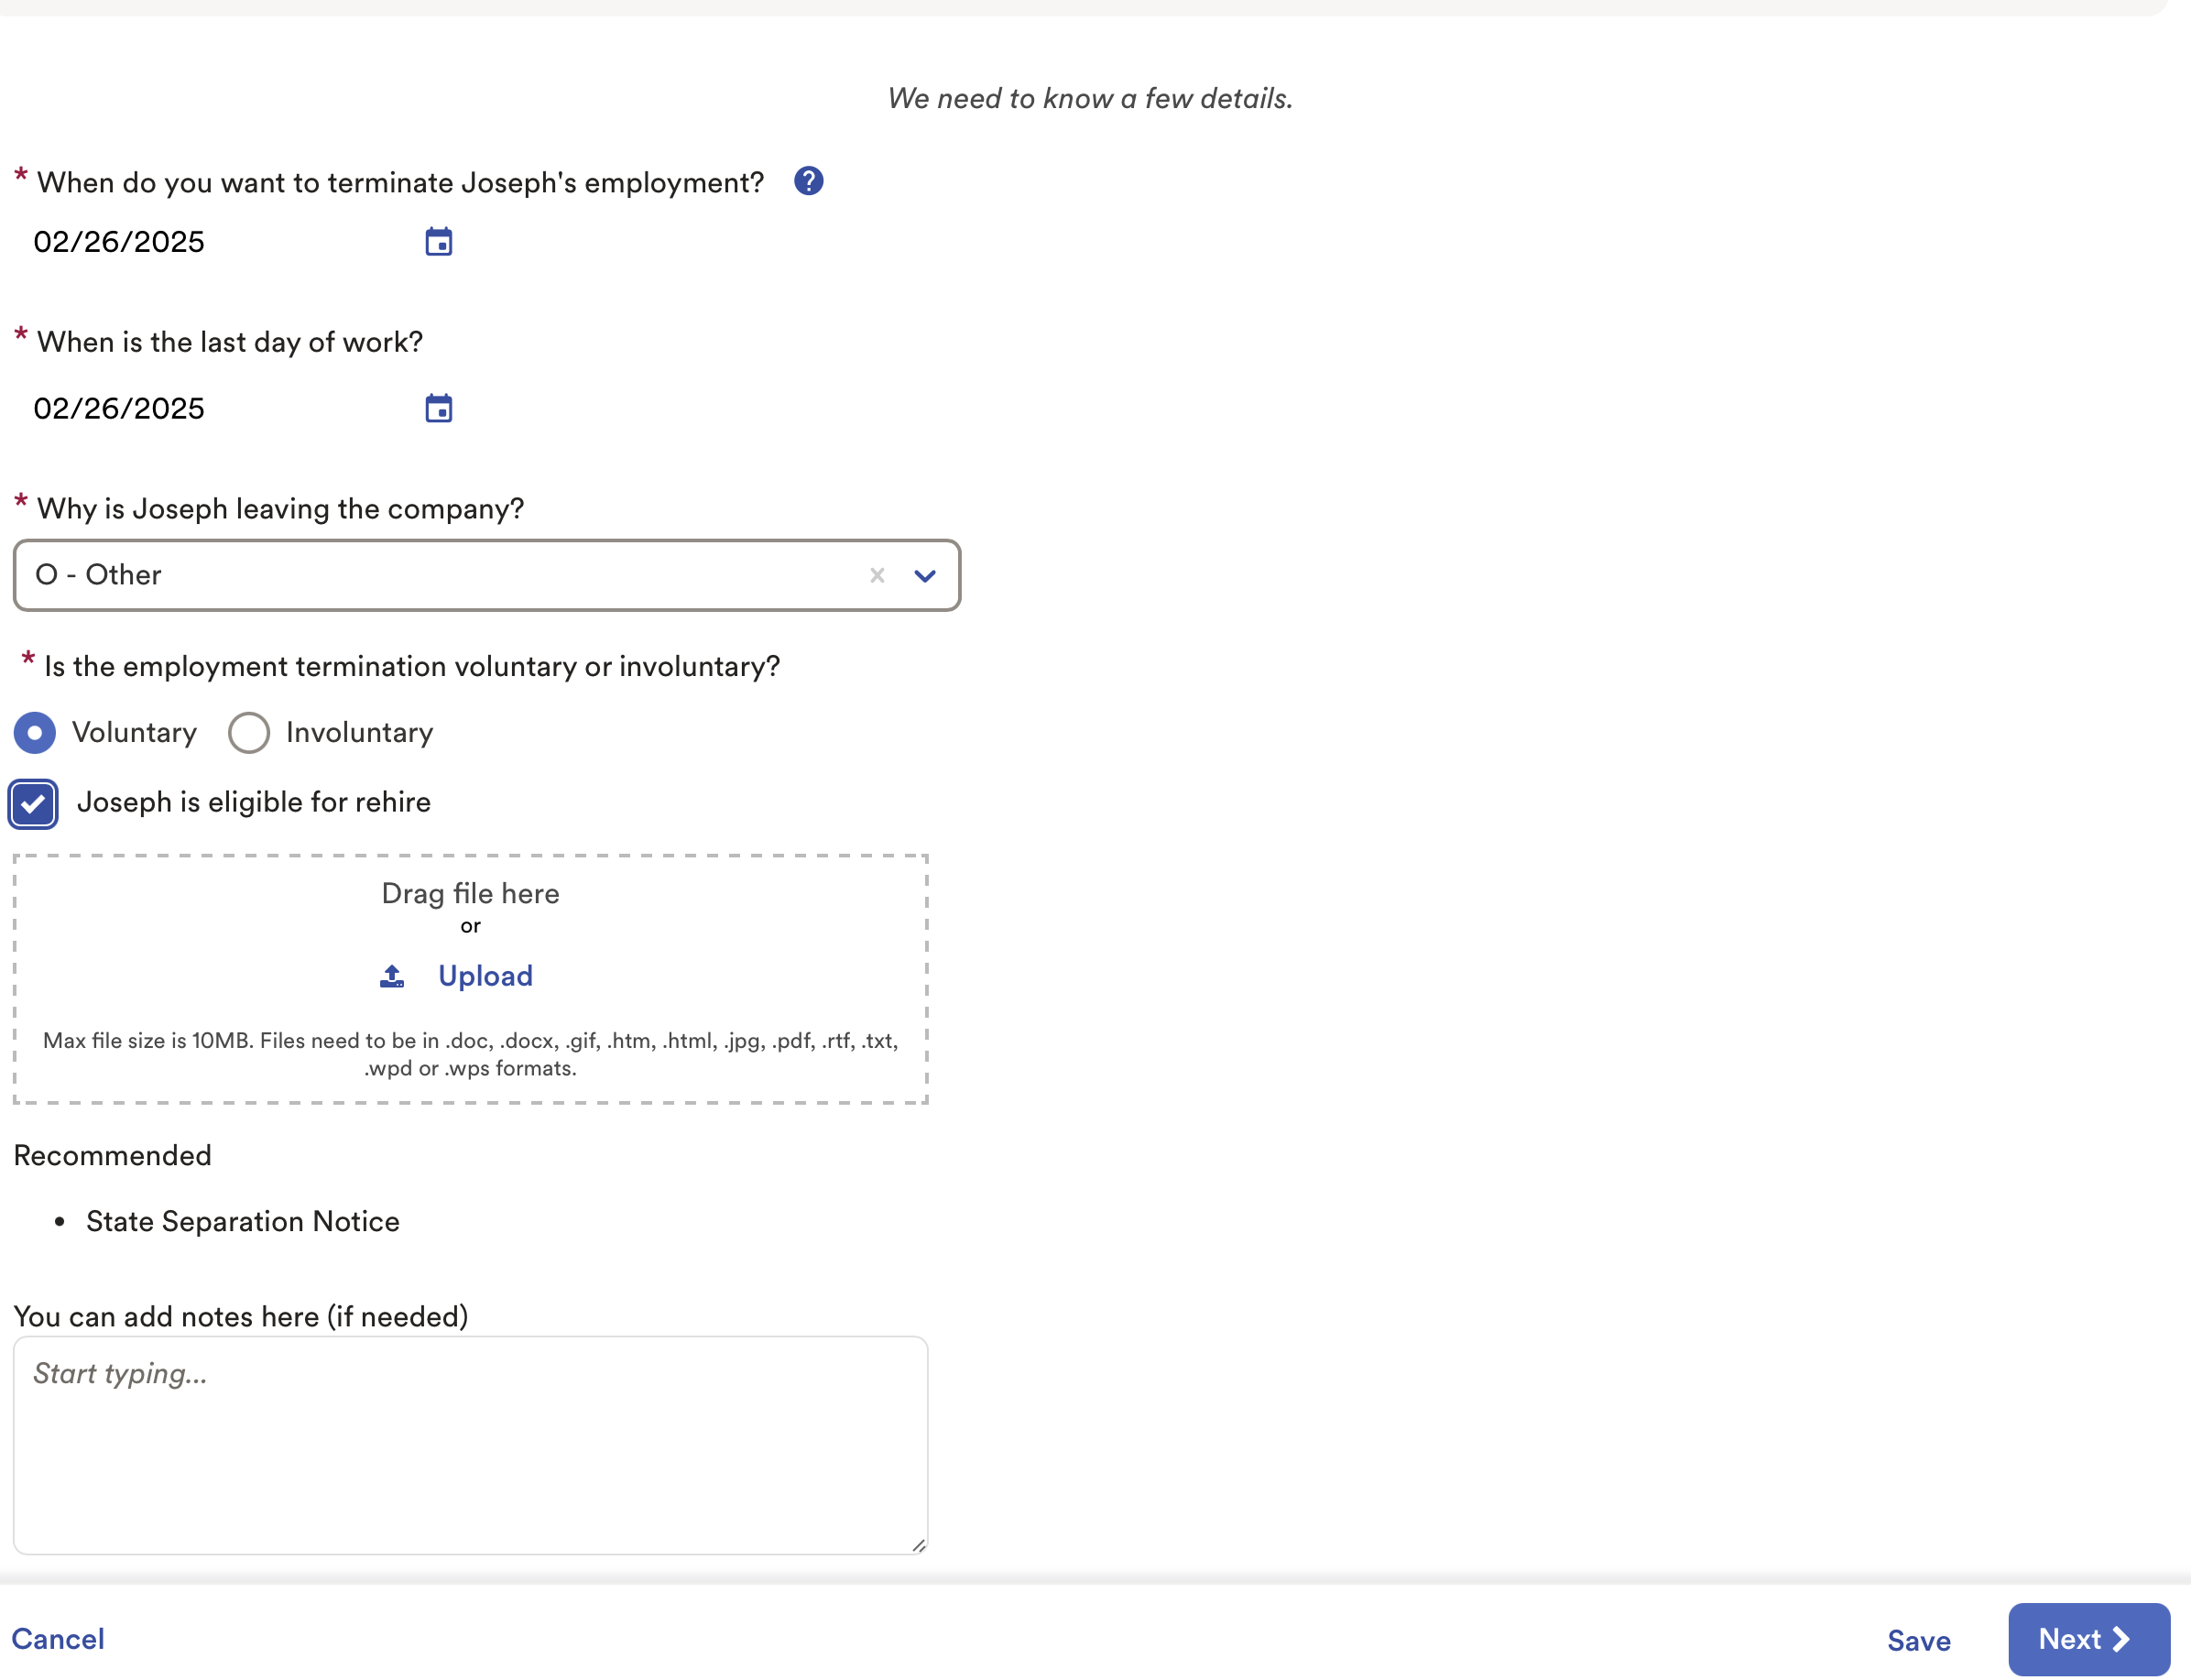 We need to know a few details.
* When do you want to terminate Joseph's employment? ?
02/26/2025
* When is the last day of work?
02/26/2025
* Why is Joseph leaving the company?
O - Other
* Is the employment termination voluntary or involuntary?
Voluntary Involuntary
Joseph is eligible for rehire
Drag file here
or
Upload
Max file size is 10MB. Files need to be in .doc, .docx, .gif, .htm, .html, .jpg, .pdf, .rtf, .txt,
.wpd or .wps formats.
Recommended
• State Separation Notice
You can add notes here (if needed)
Start typing...
Cancel Save Next